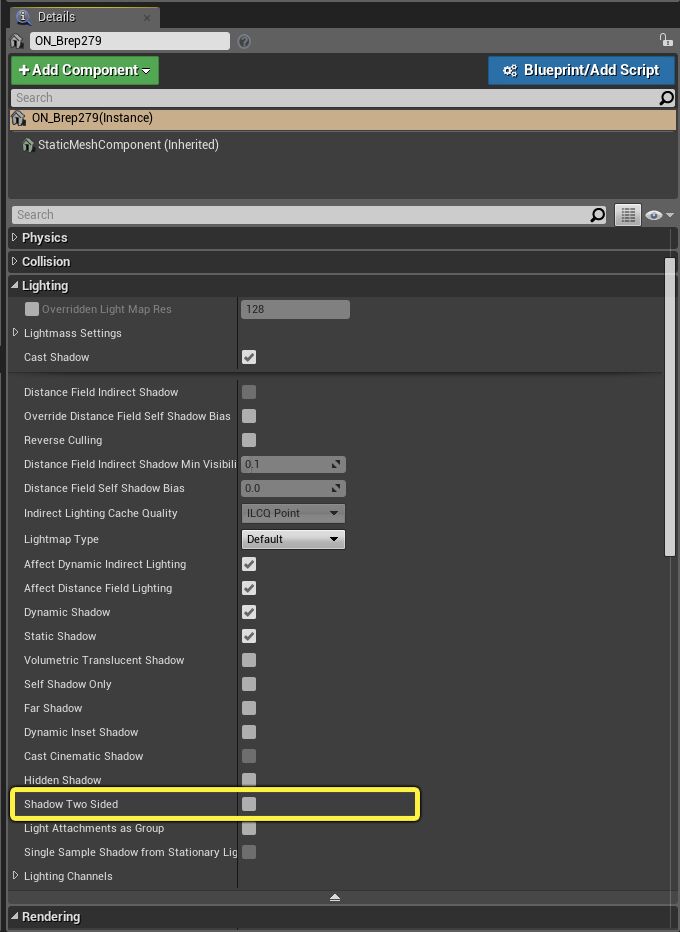 Details
ON_Brep279
+ Add Component
Blueprint/Add Script
Search
ON_Brep279(Instance)
StaticMeshComponent (Inherited)
Search
Physics
Collision
Lighting
Overridden Light Map Res 128
Lightmass Settings
Cast Shadow
Distance Field Indirect Shadow
Override Distance Field Self Shadow Bias
Reverse Culling
Distance Field Indirect Shadow Min Visibili 0.1
Distance Field Self Shadow Bias 0.0
Indirect Lighting Cache Quality ILCQ Point
Lightmap Type Default
Affect Dynamic Indirect Lighting
Affect Distance Field Lighting
Dynamic Shadow
Static Shadow
Volumetric Translucent Shadow
Self Shadow Only
Far Shadow
Dynamic Inset Shadow
Cast Cinematic Shadow
Hidden Shadow
Shadow Two Sided
Light Attachments as Group
Single Sample Shadow from Stationary Lig
Lighting Channels
Rendering